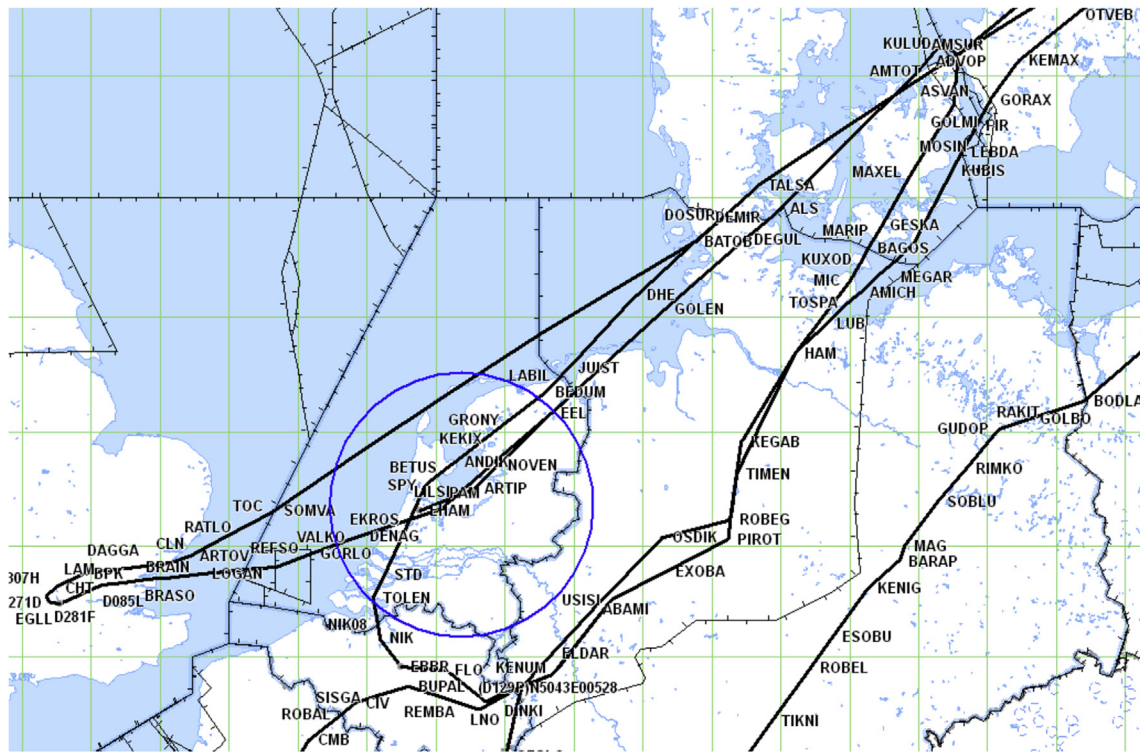 OTVEB
KULUD
AMSUR
ADVOP
KEMAX
AMTOT
ASVAN
GORAX
GOLMI
PIR
MOSIN
LEBDA
KUBIS
MAXEL
TALSA
ALS
DOSUR
DEMIR
GESKA
MARIP
BATOB
DEGUL
BAGOS
KUXOD
MEGAR
MIC
DHE
AMICH
TOSPA
GOLEN
LUB
HAM
JUIST
LABIL
BEDUM
BODLA
EEL
RAKIT
GOLBO
GRONY
GUDOP
KEKIX
REGAB
ANDIK
NOVEN
BETUS
RIMKO
TIMEN
SPY
LILSI
PAM
ARTIP
SOBLU
TOC
SOMVA
EHAM
EKROS
ROBEG
RATLO
DENAG
VALKO
OSDIK
PIROT
CLN
REFSO
GORLO
MAG
DAGGA
ARTOV
BARAP
LAM
BPK
BRAIN
LOGAN
EXOBA
307H
STD
CHT
BRASO
KENIG
271D
D085L
TOLEN
USISI
ABAMI
EGLL
D281F
NIK08
NIK
ESOBU
ELDAR
EBBR
FLO
KENUM
ROBEL
BUPAL
(D129P)N5043E00528
SISGA
CIV
REMBA
LNO
DINKI
ROBAL
TIKNI
CMB